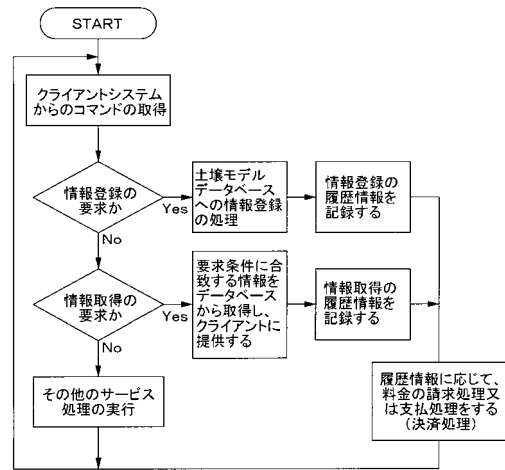 START
クライアントシステム
からのコマンドの取得
情報登録の
要求か
Yes
土壌モデル
データベース
への情報登録
の処理
情報登録の
履歴情報を
記録する
No
情報取得の
要求か
Yes
要求条件に合
致する情報を
データベース
から取得し、
クライアントに
提供する
情報取得の
履歴情報を
記録する
No
その他のサービス
処理の実行
履歴情報に応じて、
料金の請求処理又
は支払処理をする
（決済処理）